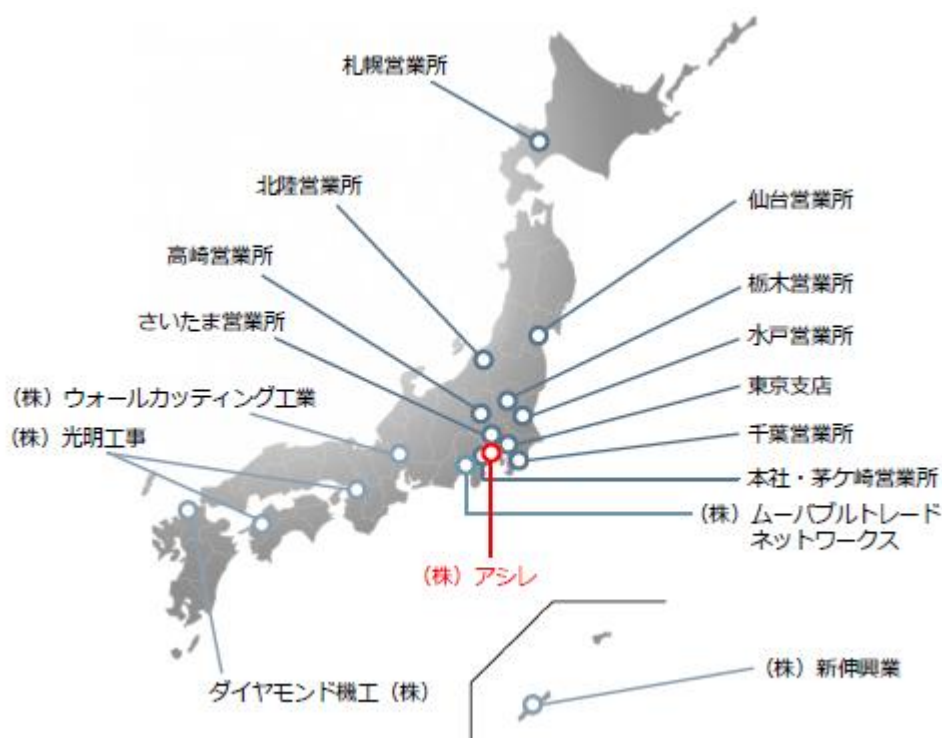 札幌営業所
北陸営業所
仙台営業所
高崎営業所
栃木営業所
さいたま営業所
水戸営業所
東京支店
(株)ウォールカッティング工業
(株)光明工事
千葉営業所
本社・茅ケ崎営業所
(株)ムーバブルトレード
ネットワークス
(株)アシレ
(株)新伸興業
ダイヤモンド機工(株)